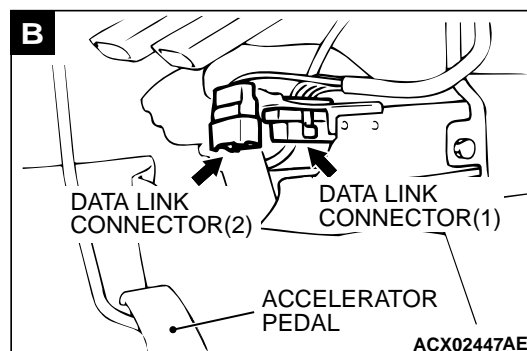 B
DATA LINK
CONNECTOR(2)
DATA LINK
CONNECTOR(1)
ACCELERATOR
PEDAL
ACX02447AE